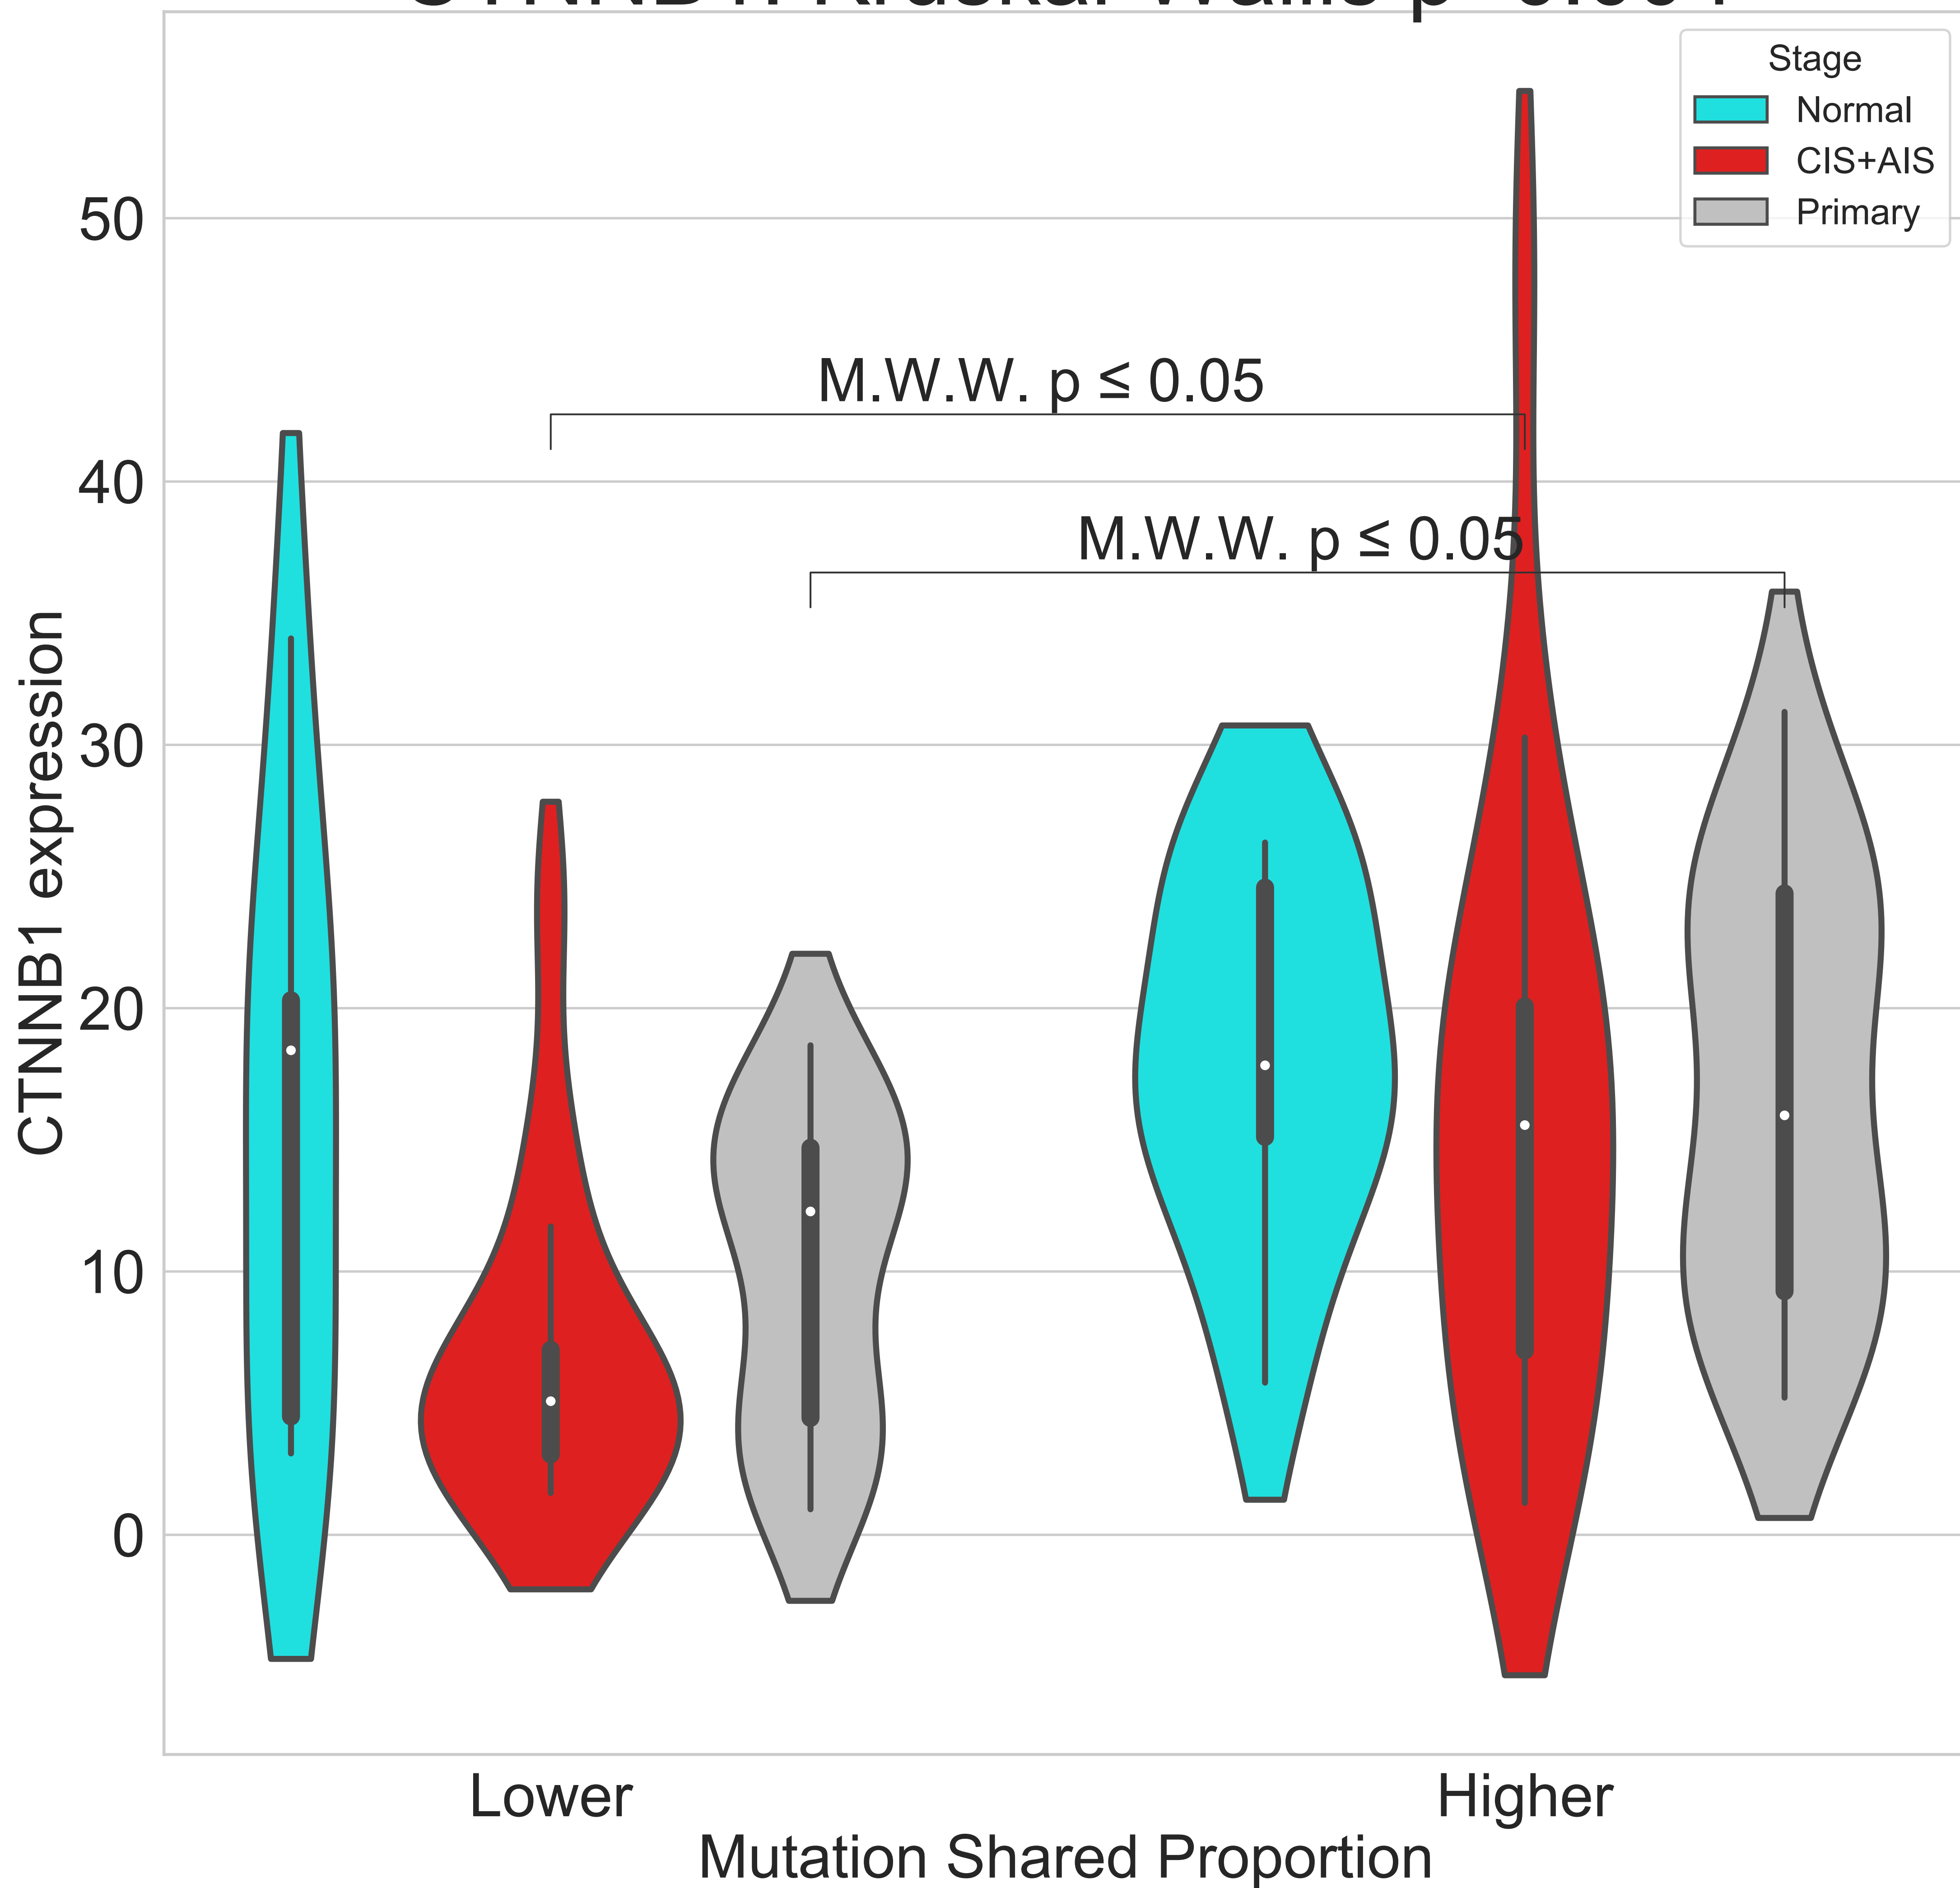 Stage
Normal
CIS+AIS
Primary
M.W.W. p ≤ 0.05
M.W.W. p ≤ 0.05
CTNNB1 expression
50
40
30
20
10
0
Lower
Higher
Mutation Shared Proportion